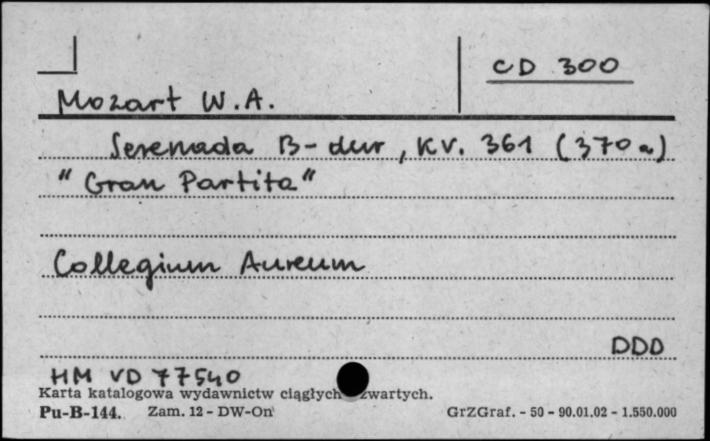 CD 300
Mozart W.A.
Serenada B-dur, KV. 361 (370a)
"Gran Partita"
Collegium Aureum
DDD
HM VD 77540
Karta katalogowa wydawnictw ciągłych zwartych.
Pu-B-144. Zam. 12 - DW-On GrZGraf. - 50 - 90.01.02 - 1.550.000